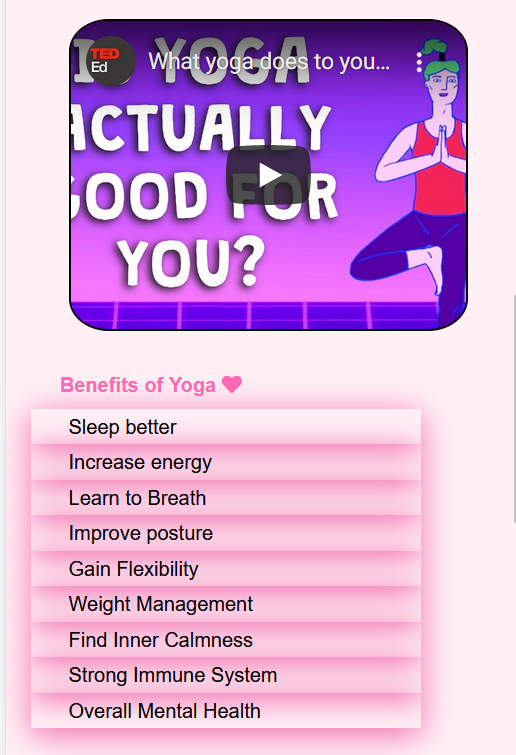 TED
Ed
What yoga does to you...
IS YOGA
ACTUALLY
GOOD FOR
YOU?
Benefits of Yoga
Sleep better
Increase energy
Learn to Breath
Improve posture
Gain Flexibility
Weight Management
Find Inner Calmness
Strong Immune System
Overall Mental Health